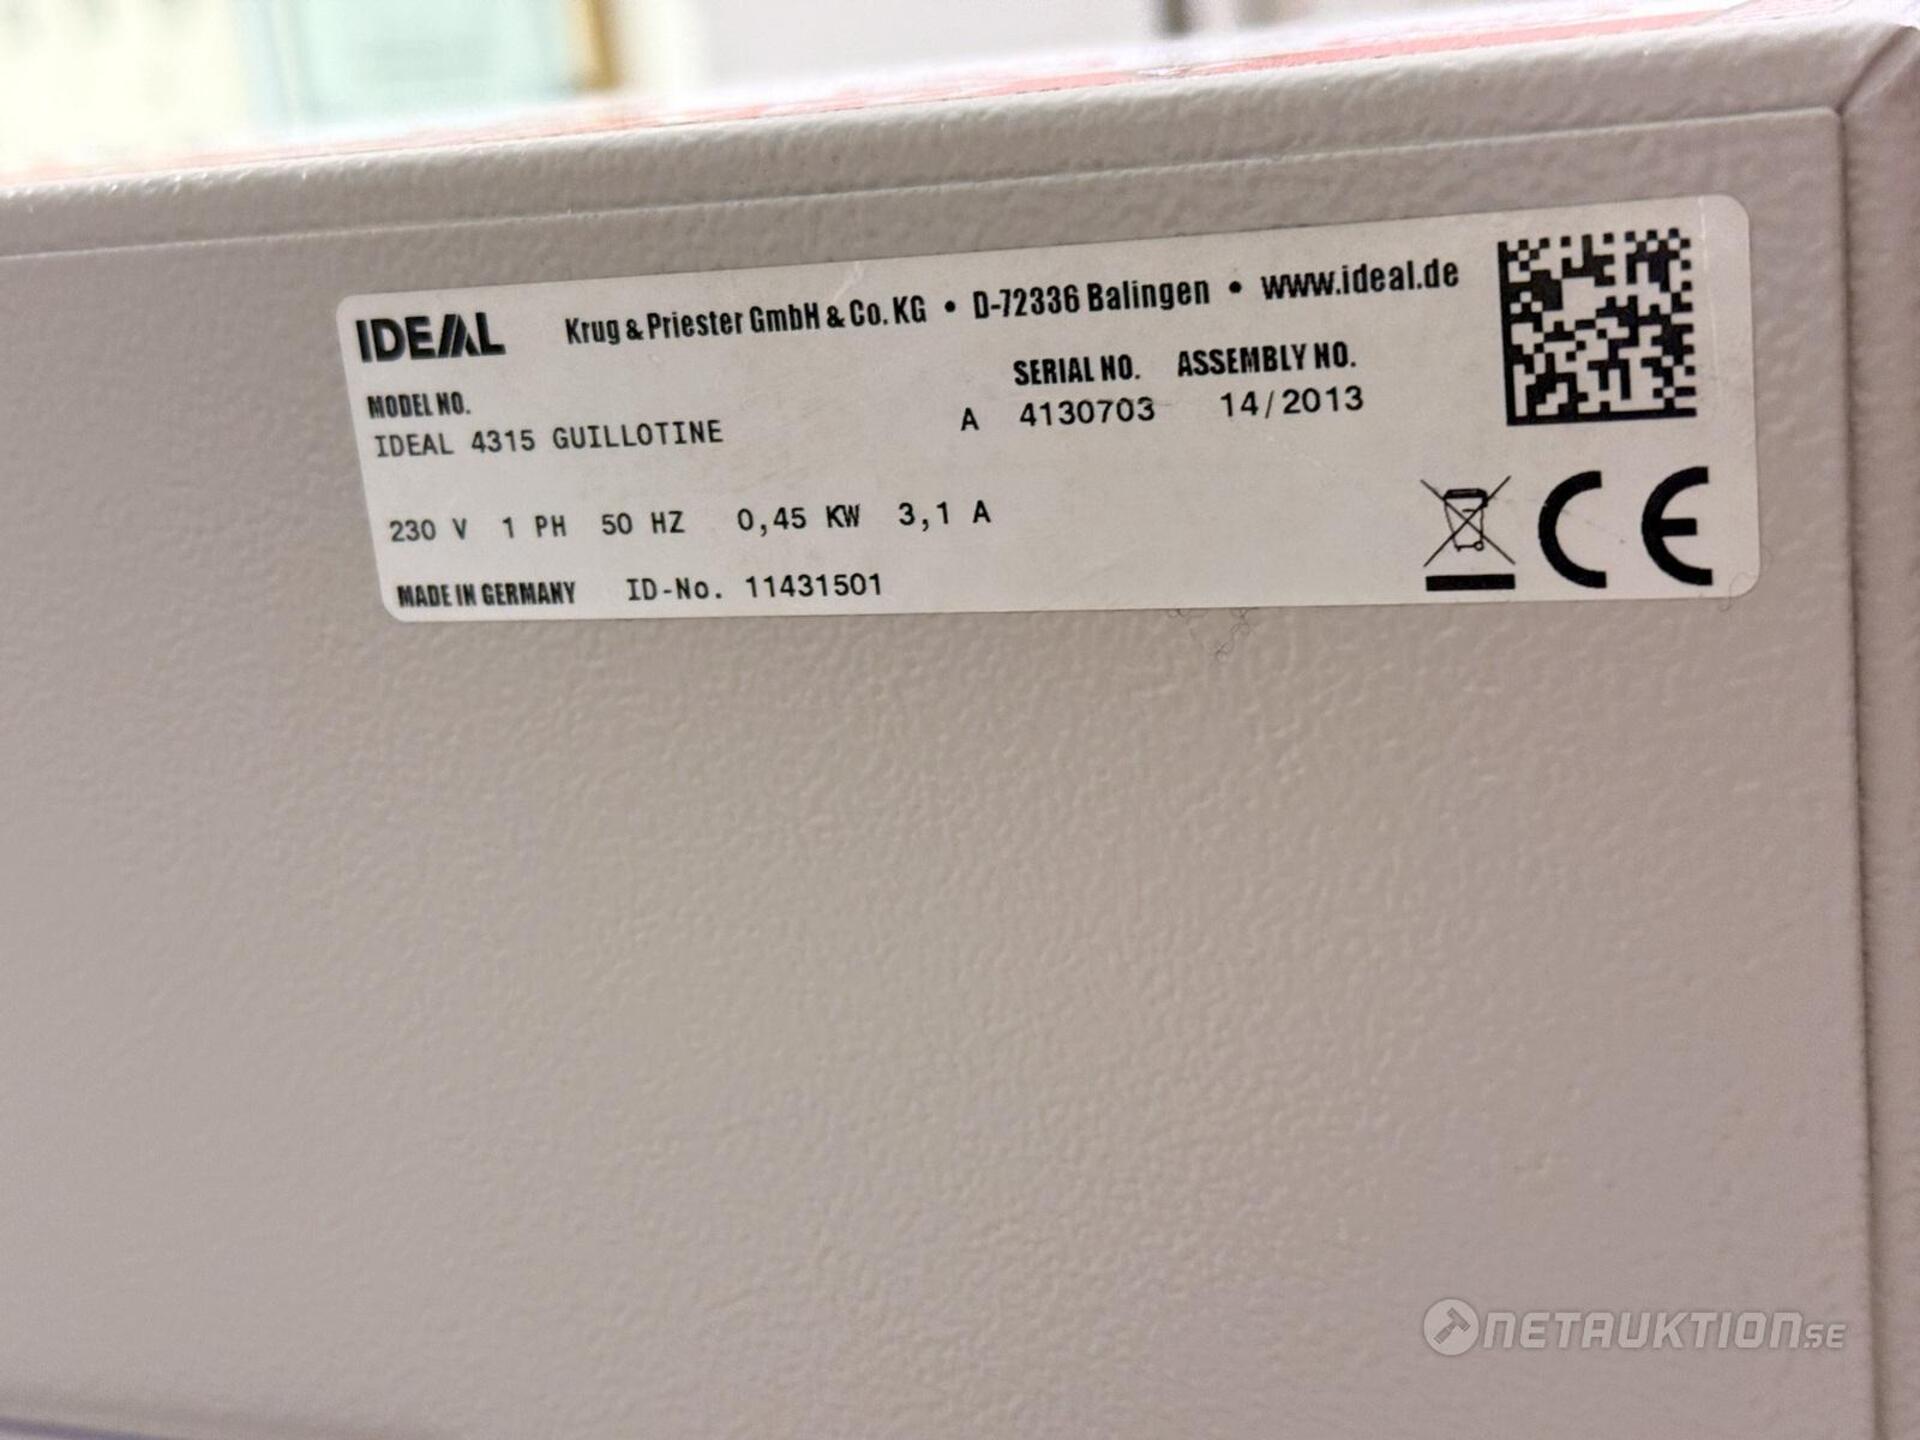 IDEAL Krug & Priester GmbH & Co. KG • D-72336 Balingen • www.ideal.de
MODEL NO. SERIAL NO. ASSEMBLY NO.
IDEAL 4315 GUILLOTINE A 4130703 14/2013
230 V 1 PH 50 HZ 0,45 KW 3,1 A
MADE IN GERMANY ID-No. 11431501
CE
NETAUKTION.SE